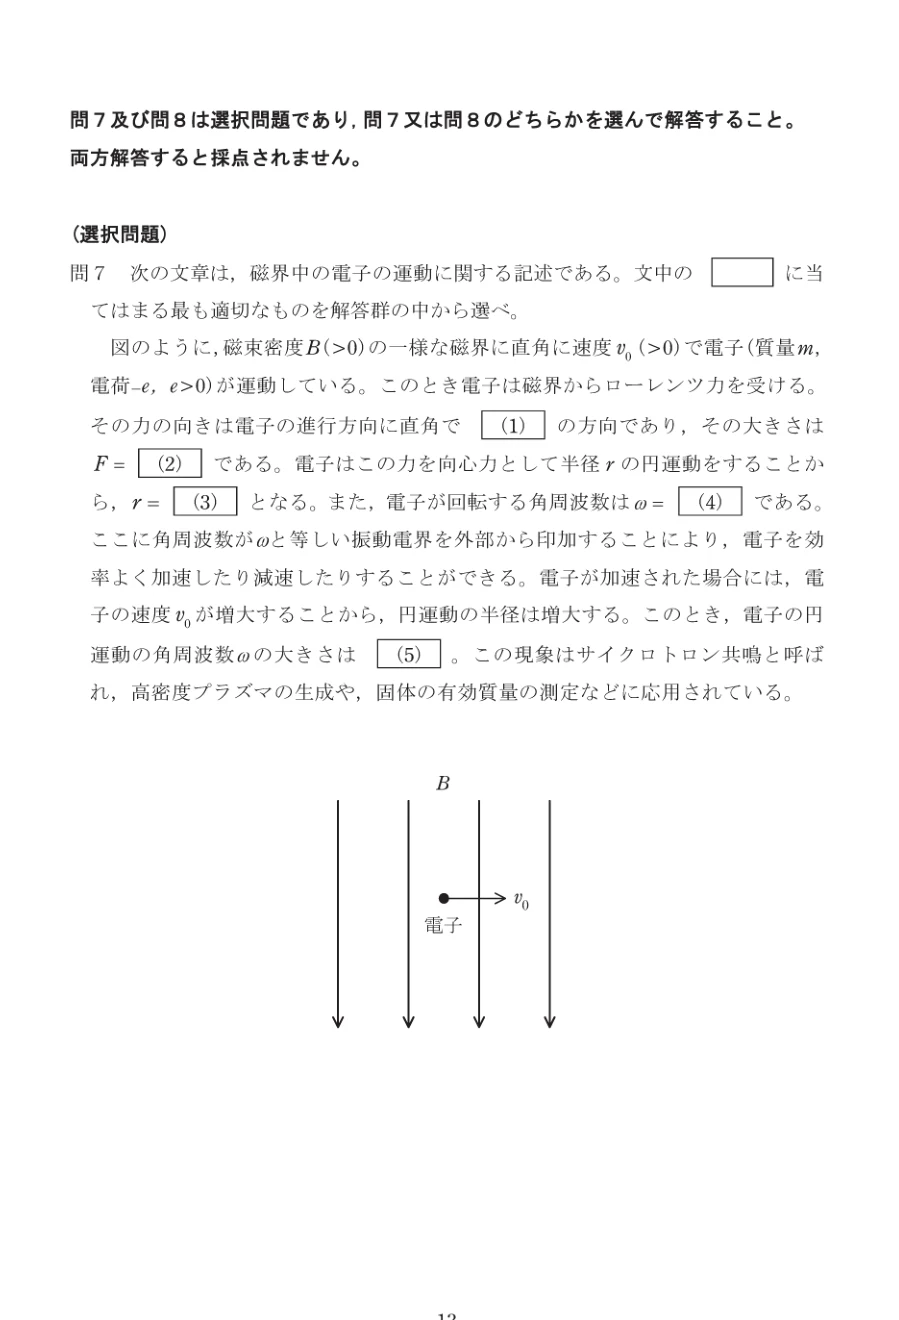 問７及び問８は選択問題であり，問７又は問８のどちらかを選んで解答すること。
両方解答すると採点されません。
（選択問題）
問７　次の文章は，磁界中の電子の運動に関する記述である。文中の　　　に当
てはまる最も適切なものを解答群の中から選べ。
図のように，磁束密度B(>0)の一様な磁界に直角に速度v₀(>0)で電子(質量m，
電荷−e，e>0)が運動している。このとき電子は磁界からローレンツ力を受ける。
その力の向きは電子の進行方向に直角で (1) の方向であり，その大きさは
F= (2) である。電子はこの力を向心力として半径 r の円運動をすることか
ら，r= (3) となる。また，電子が回転する角周波数はω= (4) である。
ここに角周波数がωと等しい振動電界を外部から印加することにより，電子を効
率よく加速したり減速したりすることができる。電子が加速された場合には，電
子の速度v₀が増大することから，円運動の半径は増大する。このとき，電子の円
運動の角周波数ωの大きさは (5) 。この現象はサイクロトロン共鳴と呼ば
れ，高密度プラズマの生成や，固体の有効質量の測定などに応用されている。
B
v₀
電子